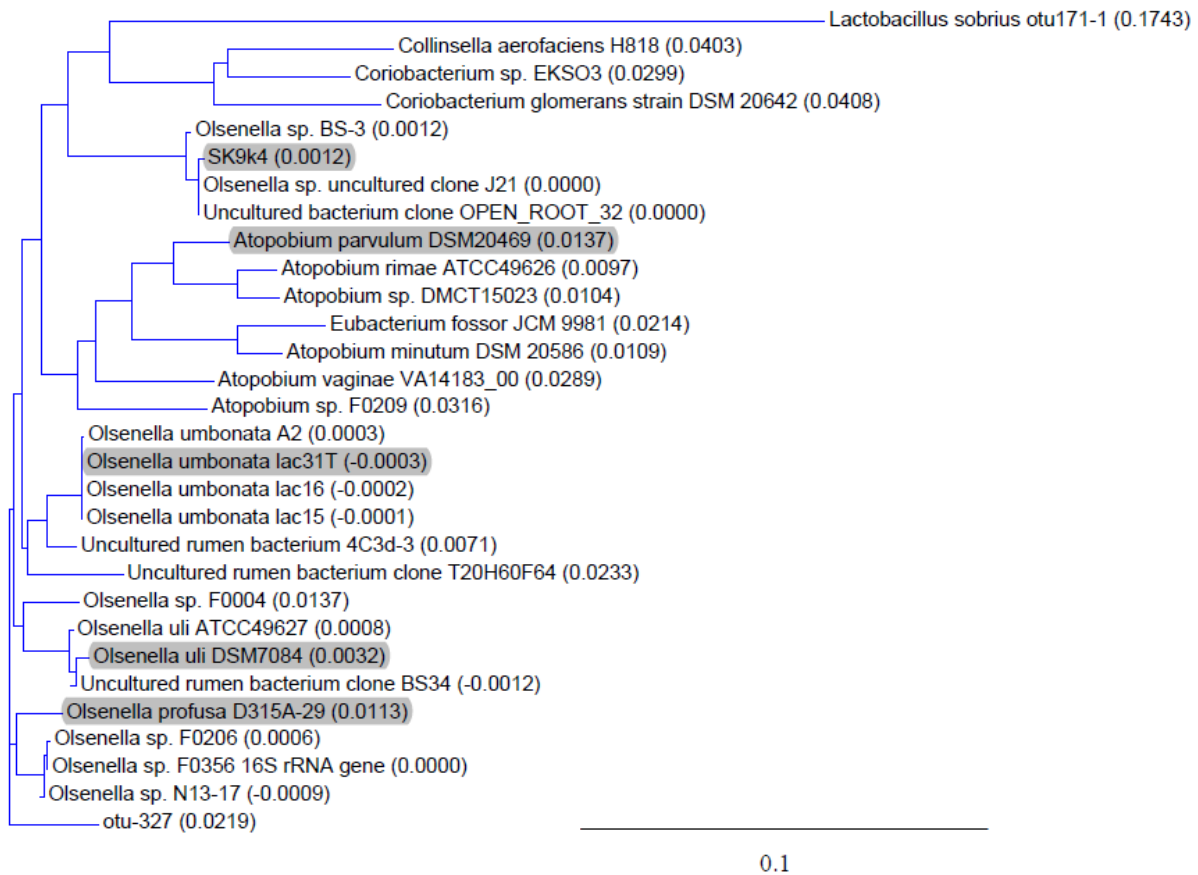 Lactobacillus sobrius otu171-1 (0.1743)
Collinsella aerofaciens H818 (0.0403)
Coriobacterium sp. EKSO3 (0.0299)
Coriobacterium glomerans strain DSM 20642 (0.0408)
Olsenella sp. BS-3 (0.0012)
SK9k4 (0.0012)
Olsenella sp. uncultured clone J21 (0.0000)
Uncultured bacterium clone OPEN_ROOT_32 (0.0000)
Atopobium parvulum DSM20469 (0.0137)
Atopobium rimae ATCC49626 (0.0097)
Atopobium sp. DMCT15023 (0.0104)
Eubacterium fossor JCM 9981 (0.0214)
Atopobium minutum DSM 20586 (0.0109)
Atopobium vaginae VA14183_00 (0.0289)
Atopobium sp. F0209 (0.0316)
Olsenella umbonata A2 (0.0003)
Olsenella umbonata lac31T (-0.0003)
Olsenella umbonata lac16 (-0.0002)
Olsenella umbonata lac15 (-0.0001)
Uncultured rumen bacterium 4C3d-3 (0.0071)
Uncultured rumen bacterium clone T20H60F64 (0.0233)
Olsenella sp. F0004 (0.0137)
Olsenella uli ATCC49627 (0.0008)
Olsenella uli DSM7084 (0.0032)
Uncultured rumen bacterium clone BS34 (-0.0012)
Olsenella profusa D315A-29 (0.0113)
Olsenella sp. F0206 (0.0006)
Olsenella sp. F0356 16S rRNA gene (0.0000)
Olsenella sp. N13-17 (-0.0009)
otu-327 (0.0219)
0.1